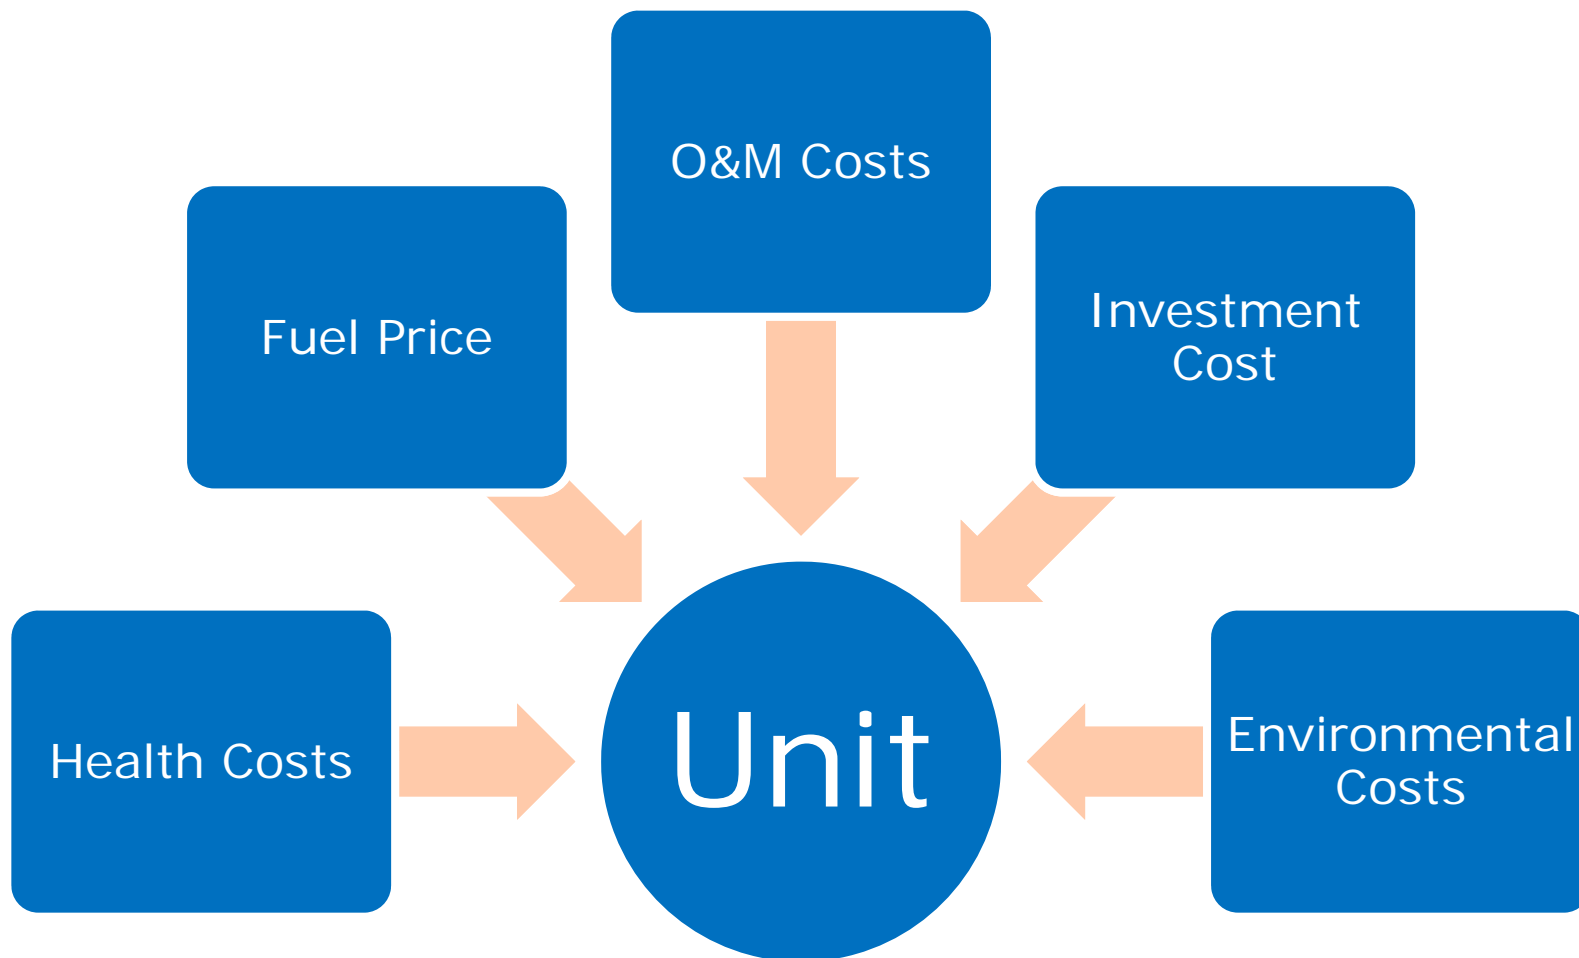 O&M Costs
Fuel Price
Investment
Cost
Health Costs
Unit
Environmental
Costs